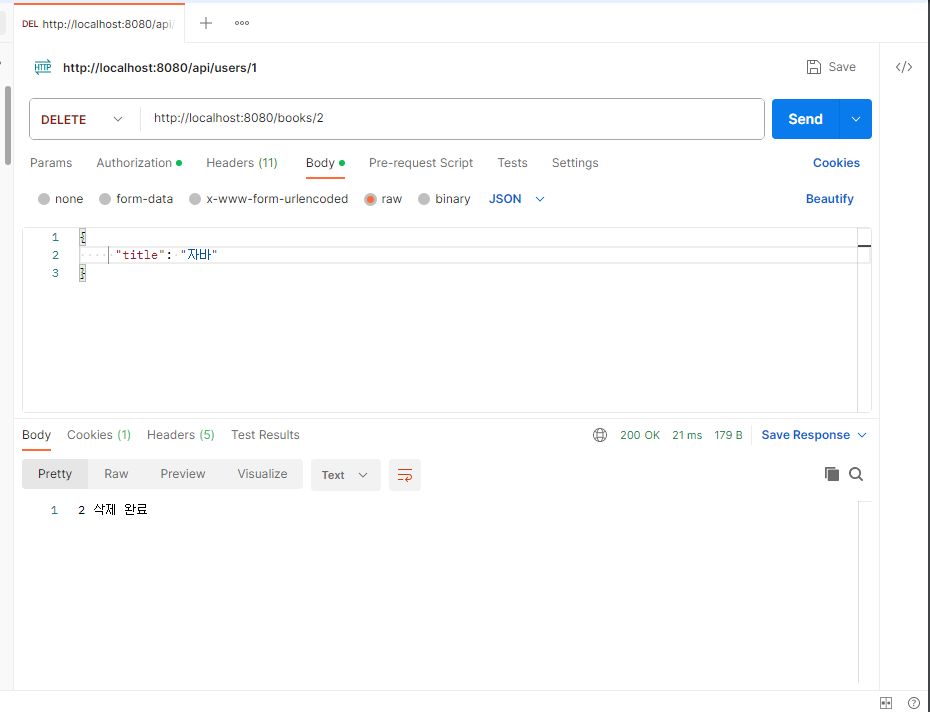 DEL http://localhost:8080/api/
http://localhost:8080/api/users/1
Save
</>
DELETE
http://localhost:8080/books/2
Send
Params Authorization Headers (11) Body Pre-request Script Tests Settings Cookies
none form-data x-www-form-urlencoded raw binary JSON Beautify
1 {
2 "title": "자바"
3 }
Body Cookies (1) Headers (5) Test Results 200 OK 21 ms 179 B Save Response
Pretty Raw Preview Visualize Text
1 2 삭제 완료